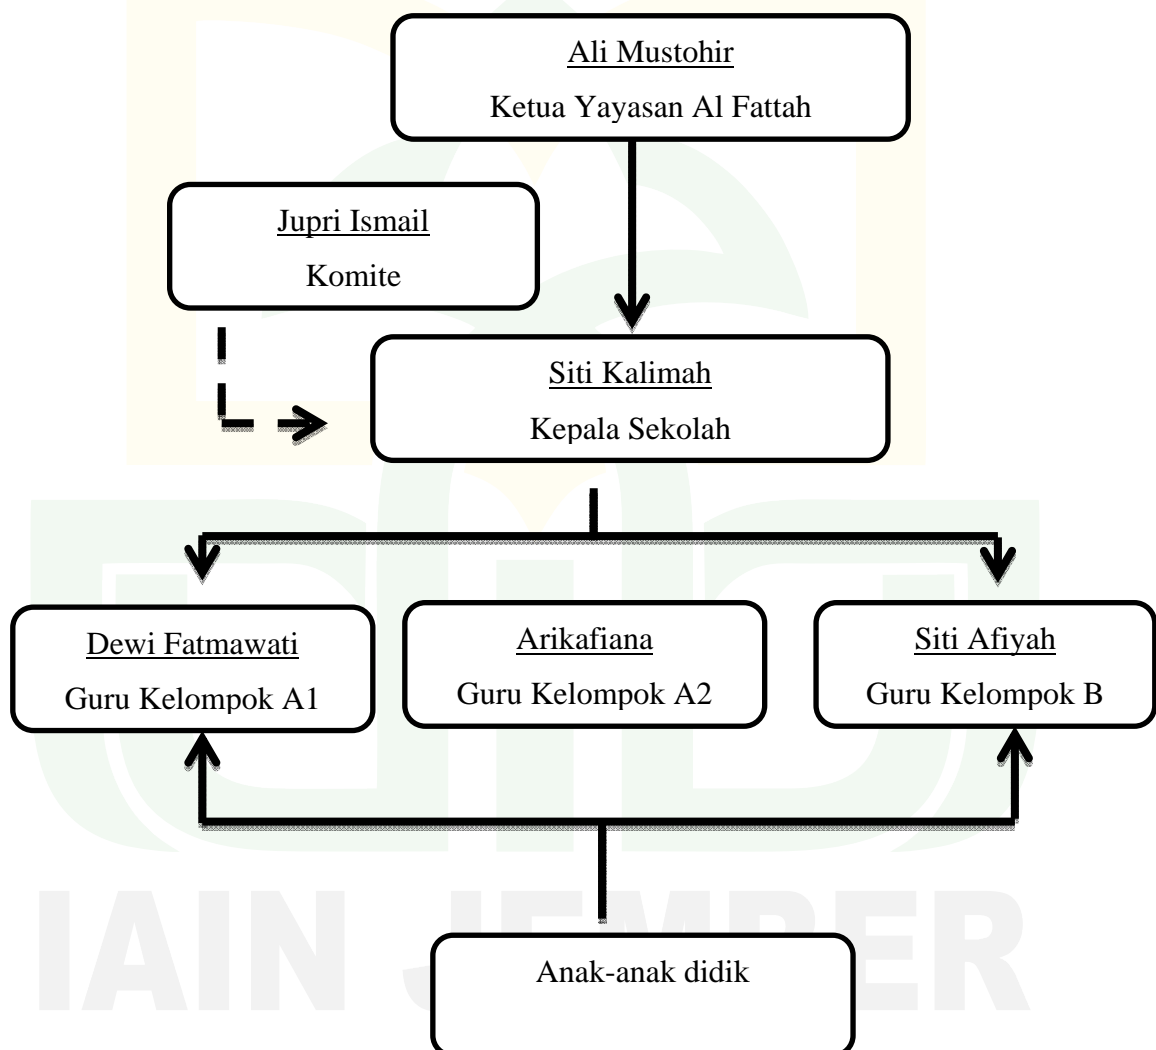 Ali Mustohir
Ketua Yayasan Al Fattah
Jupri Ismail
Komite
Siti Kalimah
Kepala Sekolah
Dewi Fatmawati
Guru Kelompok A1
Arikafiana
Guru Kelompok A2
Siti Afiyah
Guru Kelompok B
Anak-anak didik
IAIN JEMBER